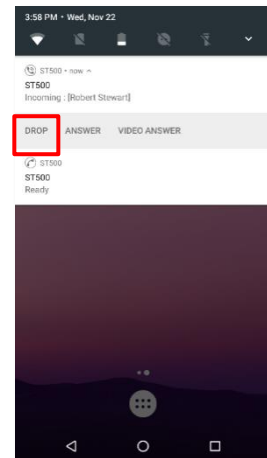 3:58 PM • Wed, Nov 22
ST500 • now
ST500
Incoming : [Robert Stewart]
DROP ANSWER VIDEO ANSWER
ST500
ST500
Ready